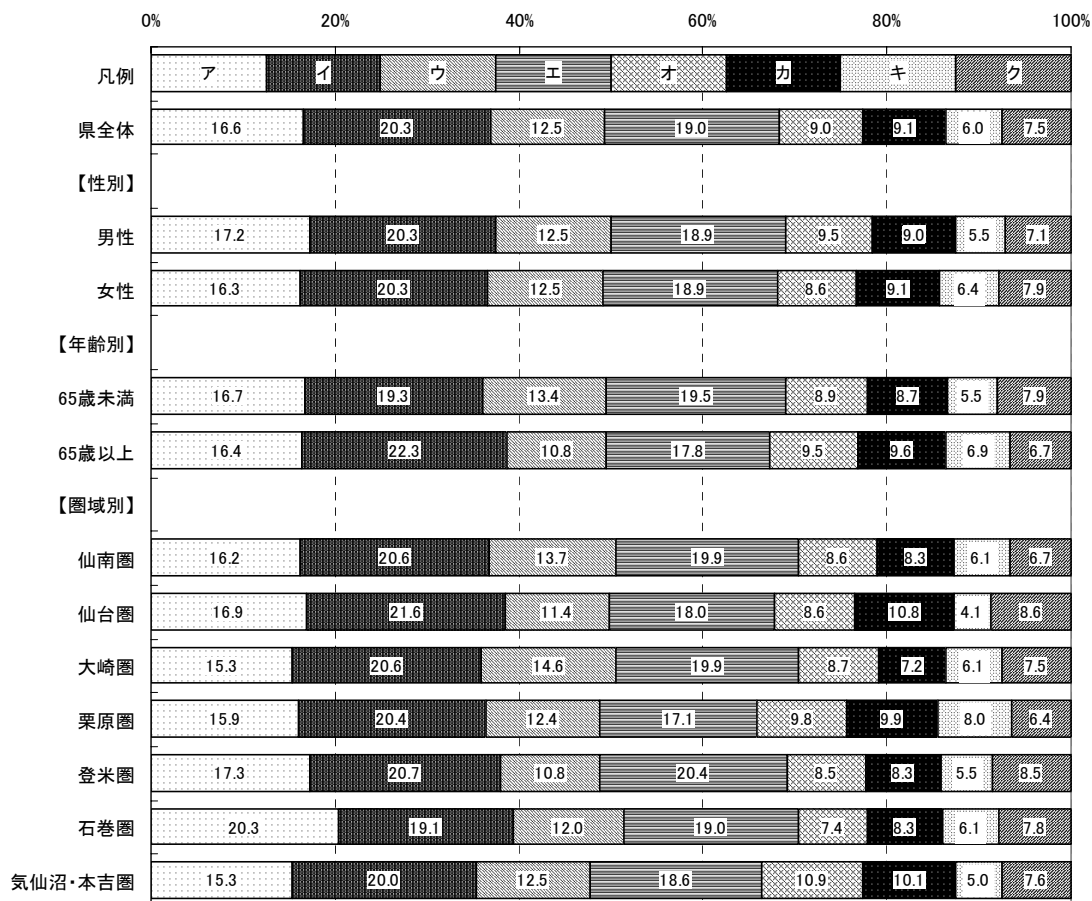 0% 20% 40% 60% 80% 100%
凡例 ア イ ウ エ オ カ キ ク
県全体 16.6 20.3 12.5 19.0 9.0 9.1 6.0 7.5
【性別】
男性 17.2 20.3 12.5 18.9 9.5 9.0 5.5 7.1
女性 16.3 20.3 12.5 18.9 8.6 9.1 6.4 7.9
【年齢別】
65歳未満 16.7 19.3 13.4 19.5 8.9 8.7 5.5 7.9
65歳以上 16.4 22.3 10.8 17.8 9.5 9.6 6.9 6.7
【圏域別】
仙南圏 16.2 20.6 13.7 19.9 8.6 8.3 6.1 6.7
仙台圏 16.9 21.6 11.4 18.0 8.6 10.8 4.1 8.6
大崎圏 15.3 20.6 14.6 19.9 8.7 7.2 6.1 7.5
栗原圏 15.9 20.4 12.4 17.1 9.8 9.9 8.0 6.4
登米圏 17.3 20.7 10.8 20.4 8.5 8.3 5.5 8.5
石巻圏 20.3 19.1 12.0 19.0 7.4 8.3 6.1 7.8
気仙沼・本吉圏 15.3 20.0 12.5 18.6 10.9 10.1 5.0 7.6